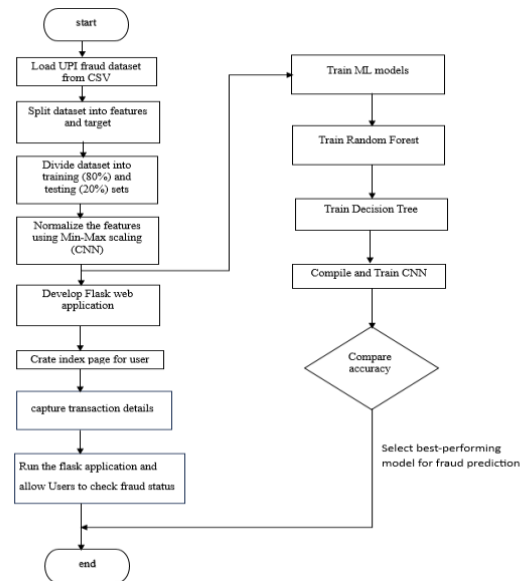 start
Load UPI fraud dataset
from CSV
Split dataset into features
and target
Divide dataset into
training (80%) and
testing (20%) sets
Normalize the features
using Min-Max scaling
(CNN)
Develop Flask web
application
Crate index page for user
capture transaction details
Run the flask application and
allow Users to check fraud status
end
Train ML models
Train Random Forest
Train Decision Tree
Compile and Train CNN
Compare
accuracy
Select best-performing
model for fraud prediction